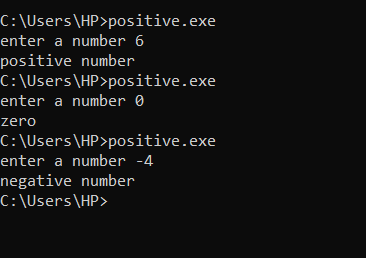 C:\Users\HP>positive.exe
enter a number 6
positive number
C:\Users\HP>positive.exe
enter a number 0
zero
C:\Users\HP>positive.exe
enter a number -4
negative number
C:\Users\HP>